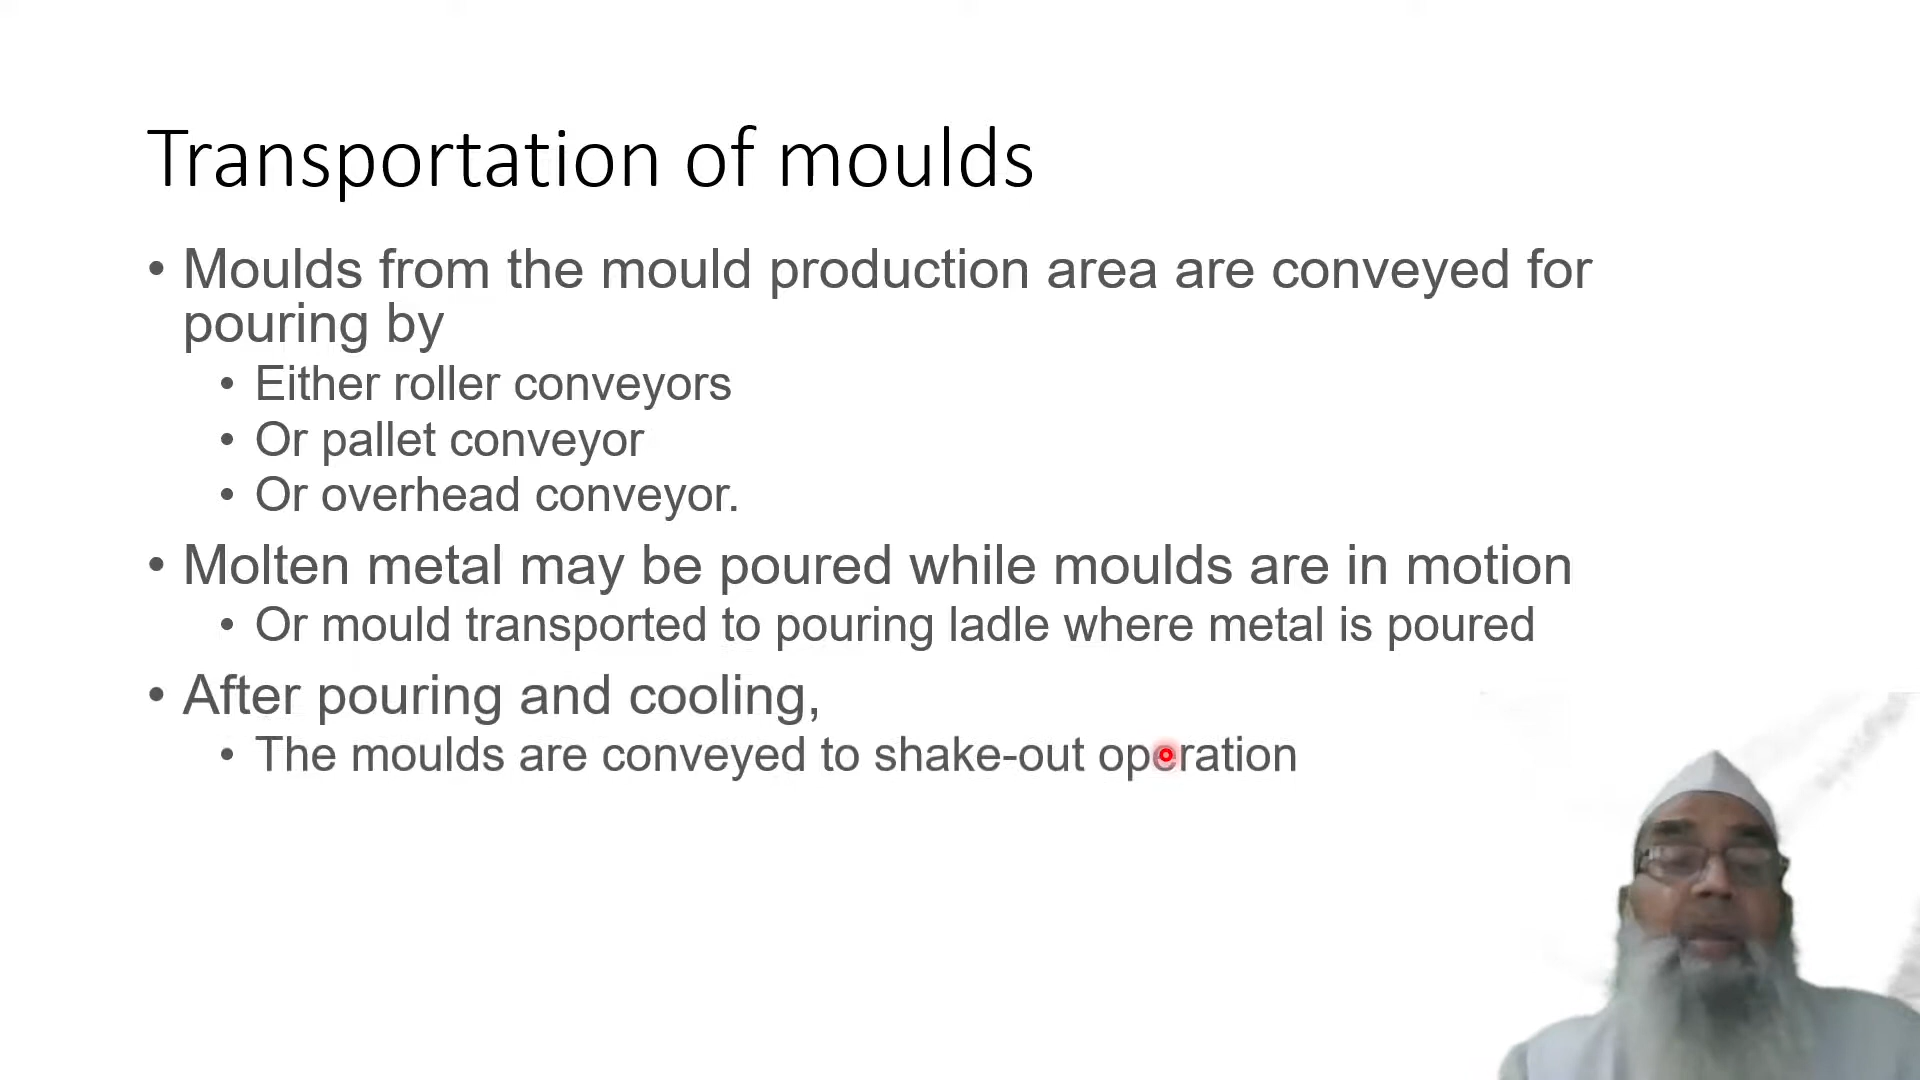 Transportation of moulds
• Moulds from the mould production area are conveyed for
pouring by
• Either roller conveyors
• Or pallet conveyor
• Or overhead conveyor.
• Molten metal may be poured while moulds are in motion
• Or mould transported to pouring ladle where metal is poured
• After pouring and cooling,
• The moulds are conveyed to shake-out operation